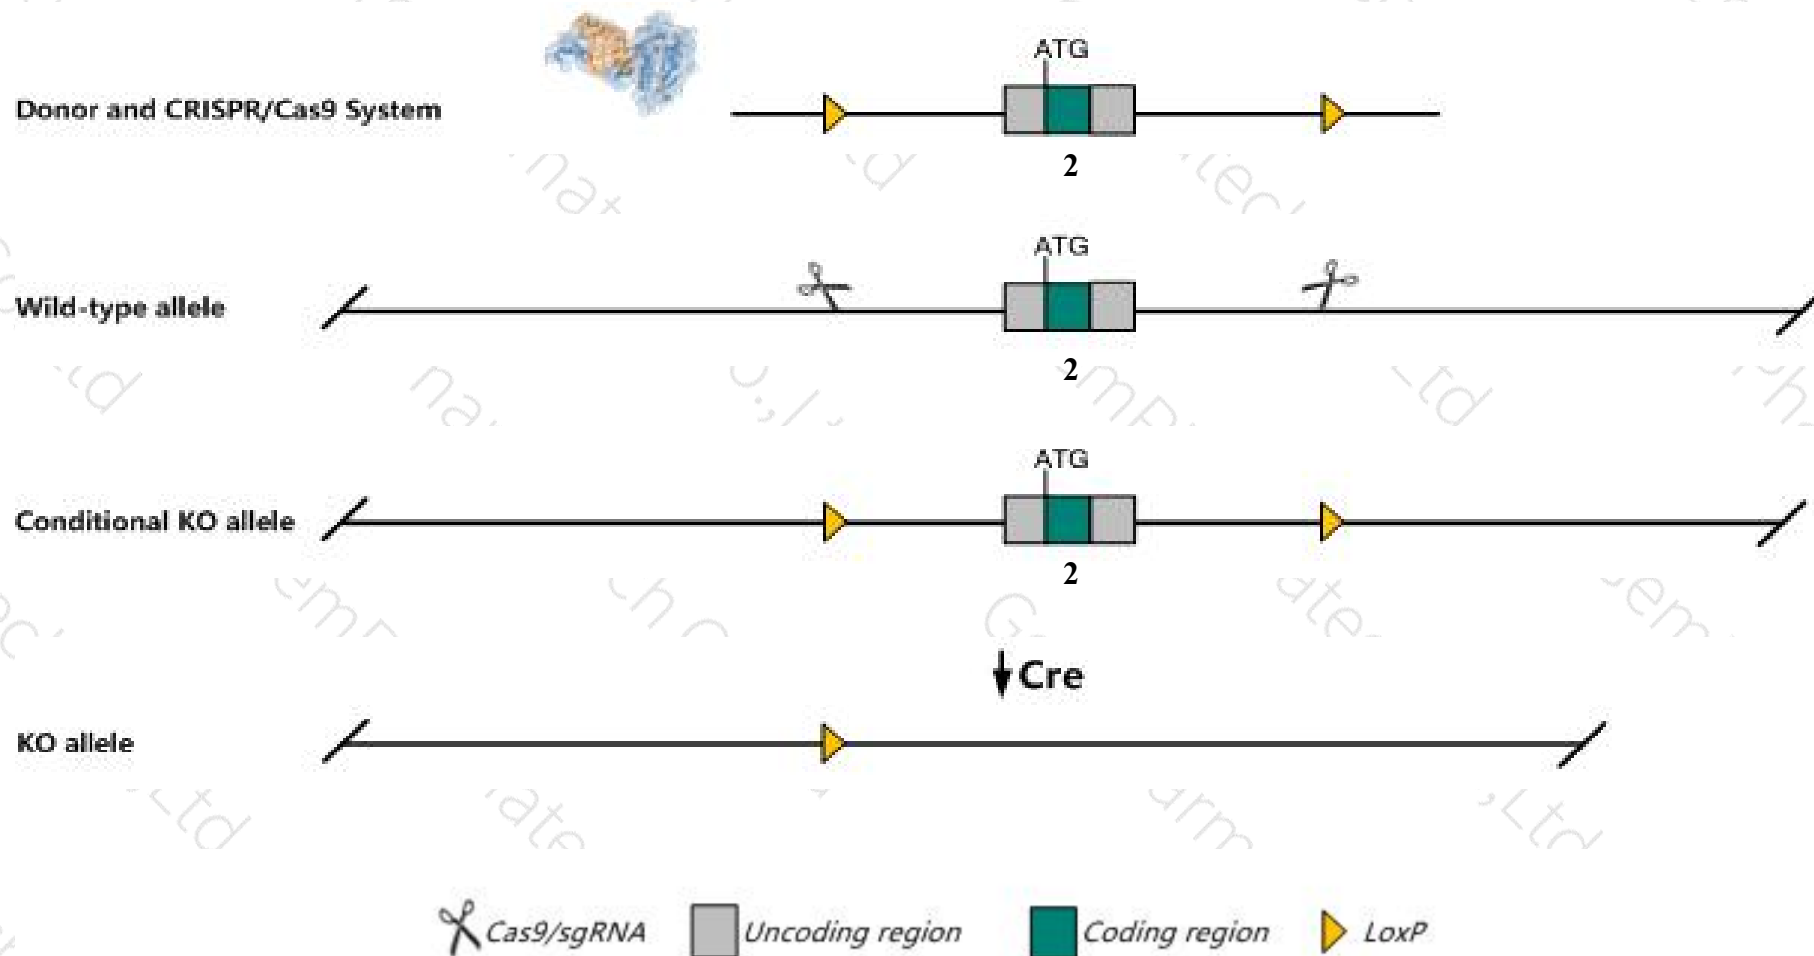 ATG
Donor and CRISPR/Cas9 System
2
ATG
Wild-type allele
2
ATG
Conditional KO allele
2
Cre
KO allele
Cas9/sgRNA
Uncoding region
Coding region
LoxP